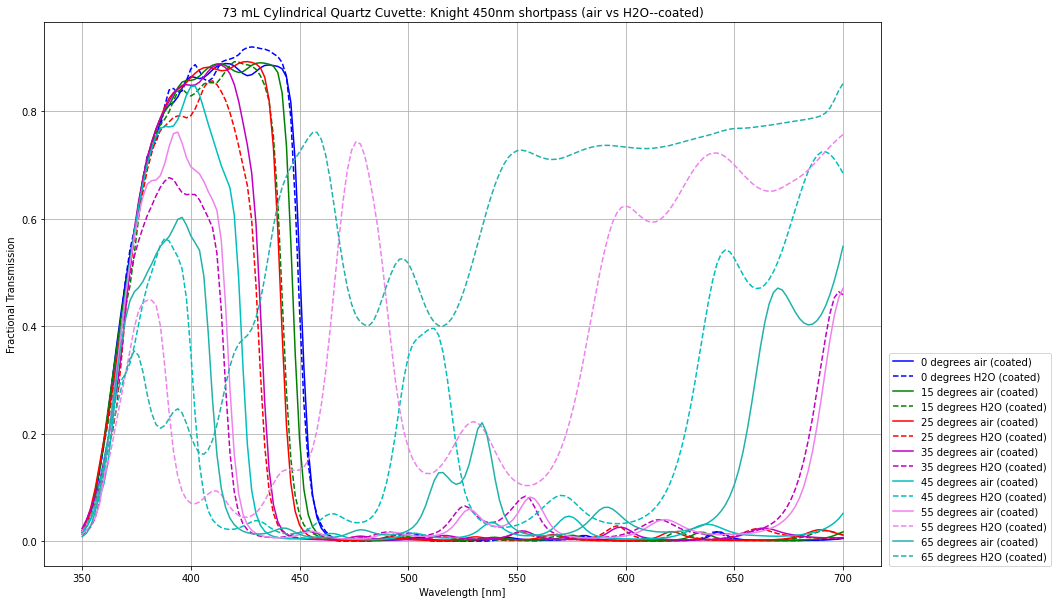 73 mL Cylindrical Quartz Cuvette: Knight 450nm shortpass (air vs H2O--coated)
Fractional Transmission
0.8
0.6
0.4
0.2
0.0
350
400
450
500
550
600
650
700
Wavelength [nm]
0 degrees air (coated)
0 degrees H2O (coated)
15 degrees air (coated)
15 degrees H2O (coated)
25 degrees air (coated)
25 degrees H2O (coated)
35 degrees air (coated)
35 degrees H2O (coated)
45 degrees air (coated)
45 degrees H2O (coated)
55 degrees air (coated)
55 degrees H2O (coated)
65 degrees air (coated)
65 degrees H2O (coated)